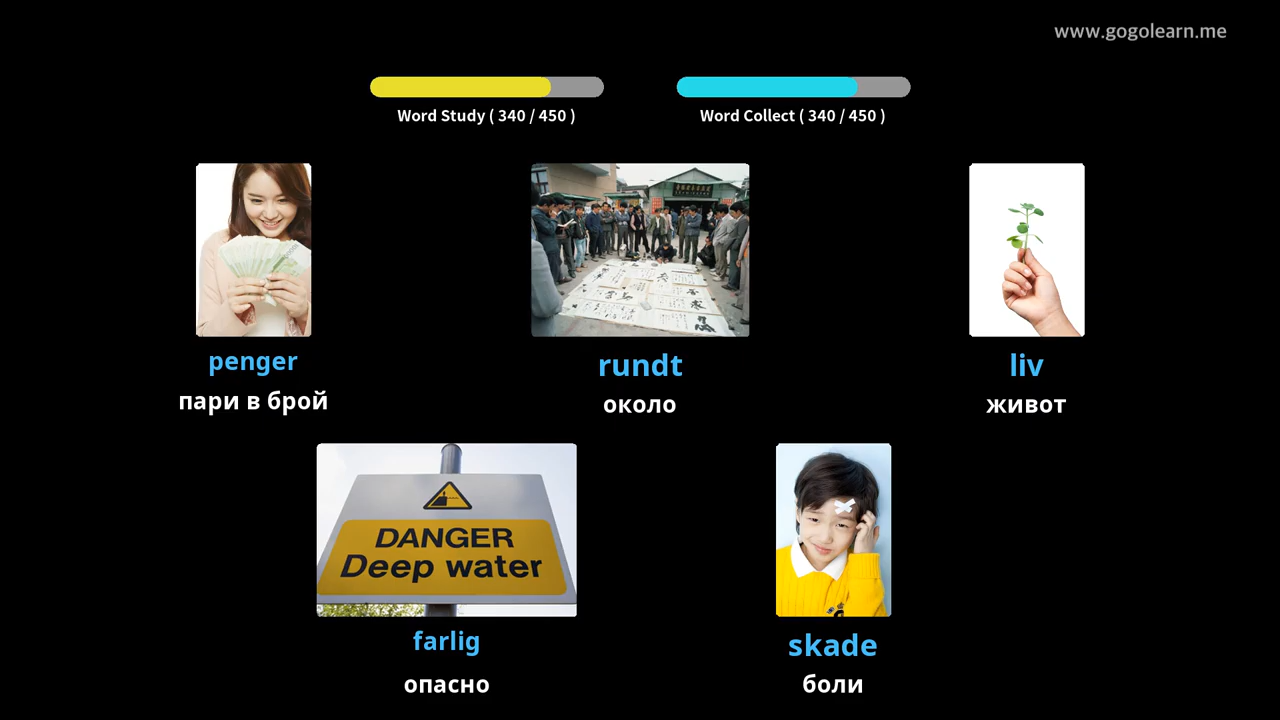 www.gogolearn.me
Word Study ( 340 / 450 )
Word Collect ( 340 / 450 )
penger
пари в брой
rundt
около
liv
живот
DANGER
Deep water
farlig
опасно
skade
боли